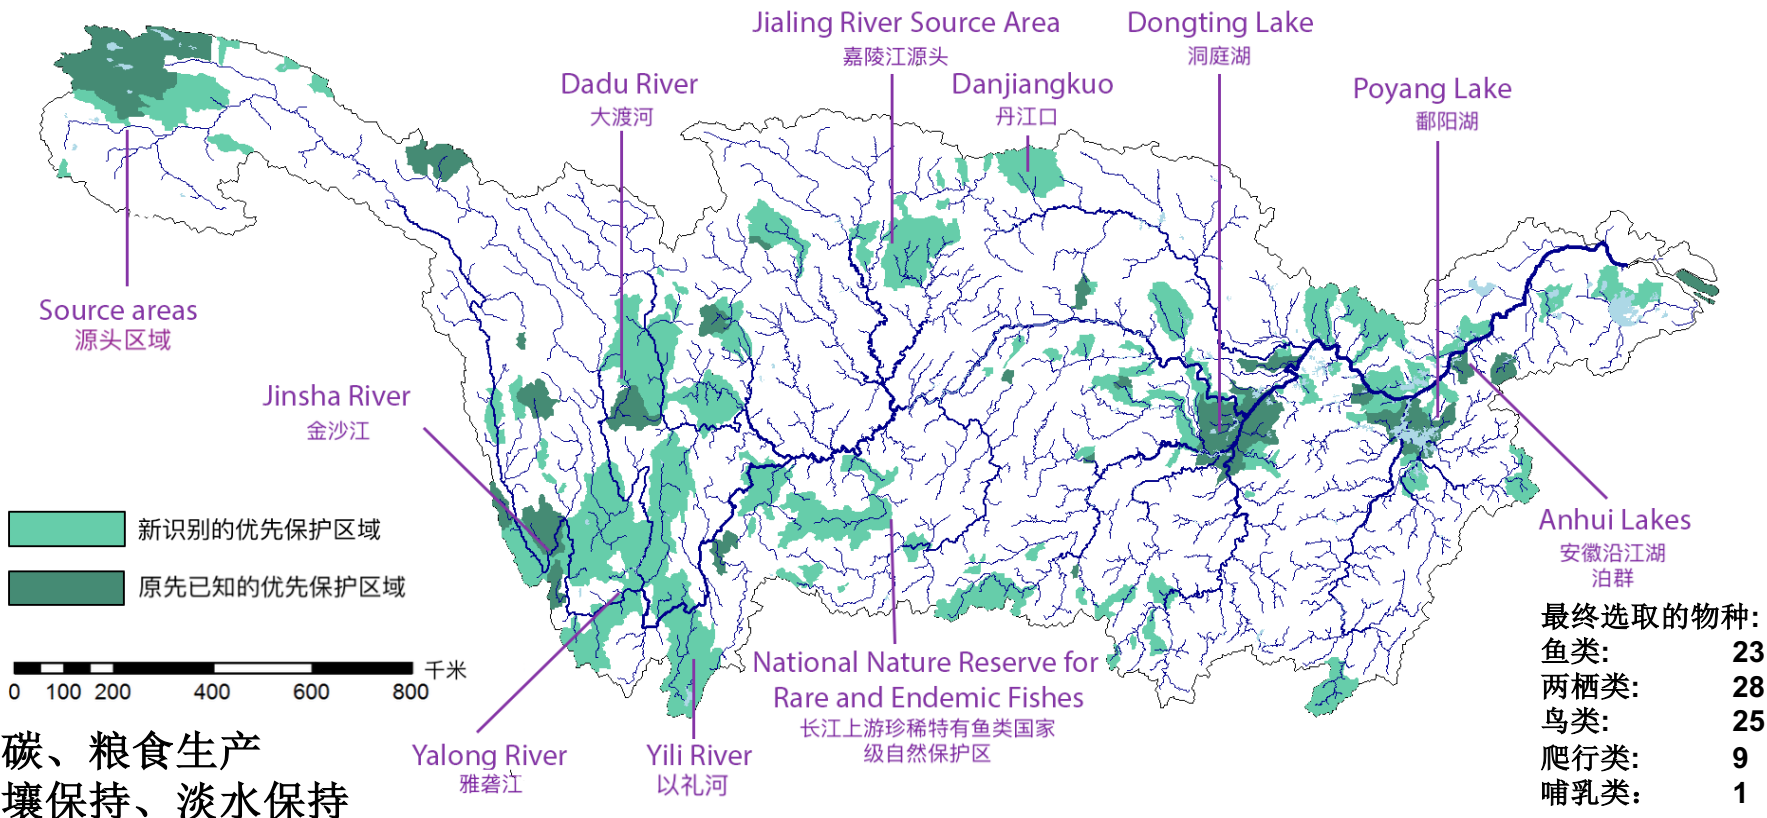 Jialing River Source Area
嘉陵江源头
Dongting Lake
洞庭湖
Dadu River
大渡河
Danjiangkuo
丹江口
Poyang Lake
鄱阳湖
Source areas
源头区域
Jinsha River
金沙江
新识别的优先保护区域
原先已知的优先保护区域
千米
0 100 200 400 600 800
碳、粮食生产
壤保持、淡水保持
Yalong River
雅砻江
Yili River
以礼河
National Nature Reserve for
Rare and Endemic Fishes
长江上游珍稀特有鱼类国家
级自然保护区
Anhui Lakes
安徽沿江湖
泊群
最终选取的物种:
鱼类: 23
两栖类: 28
鸟类: 25
爬行类: 9
哺乳类: 1